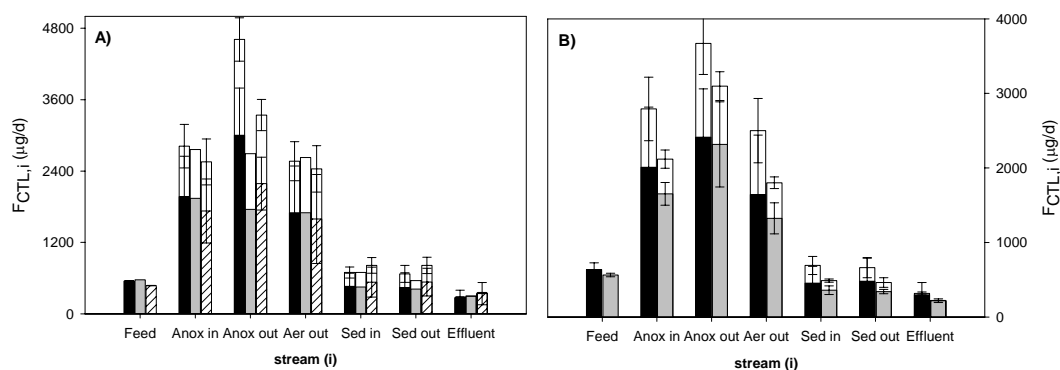 A)
F_CTL,i (µg/d)
4800
3600
2400
1200
0
Feed Anox in Anox out Aer out Sed in Sed out Effluent
stream (i)
B)
4000
3000
2000
1000
0
F_CTL,i (µg/d)
Feed Anox in Anox out Aer out Sed in Sed out Effluent
stream (i)